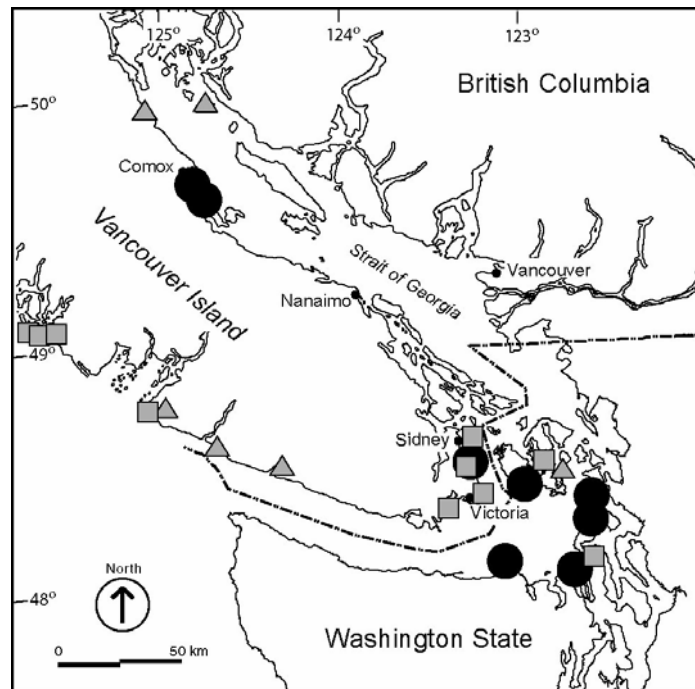 125° 124° 123°
British Columbia
50°
Comox
Vancouver Island
Strait of Georgia
Vancouver
Nanaimo
49°
Sidney
Victoria
North
48°
0 50 km
Washington State